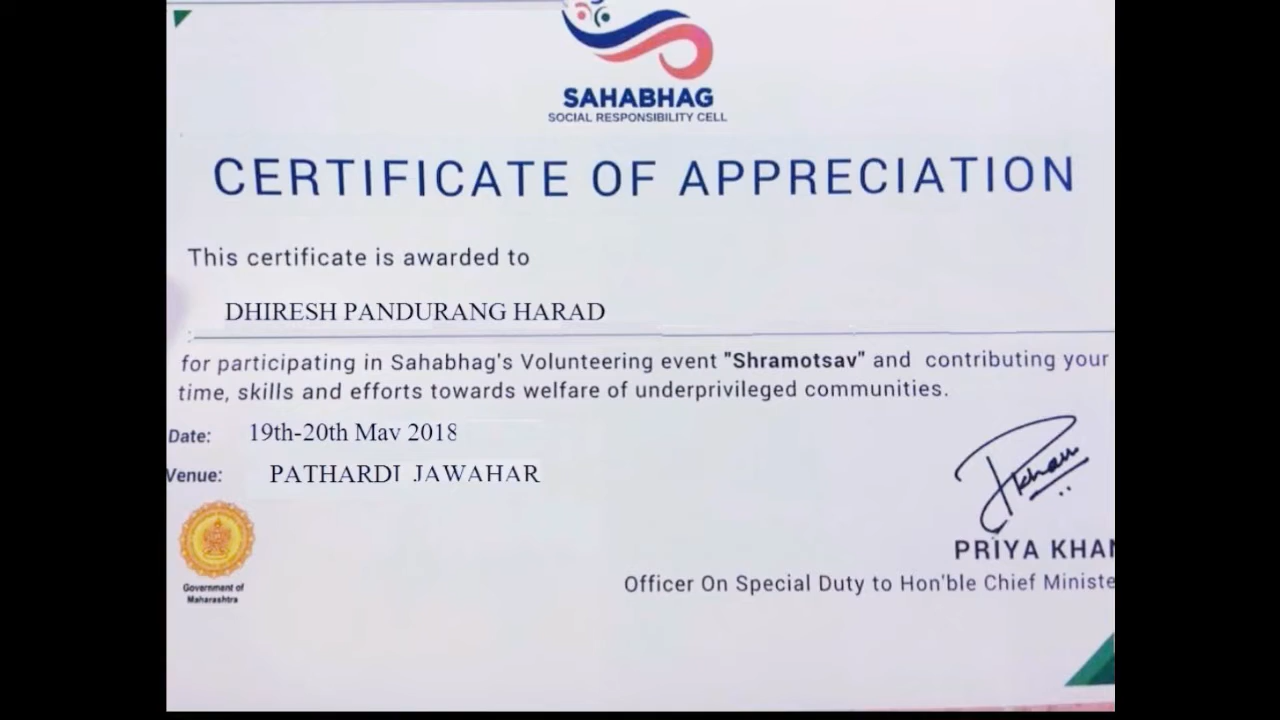 SAHABHAG
SOCIAL RESPONSIBILITY CELL
CERTIFICATE OF APPRECIATION
This certificate is awarded to
DHIRESH PANDURANG HARAD
for participating in Sahabhag's Volunteering event "Shramotsav" and contributing your
time, skills and efforts towards welfare of underprivileged communities.
Date: 19th-20th May 2018
Venue: PATHARDI JAWAHAR
Pkhan
PRIYA KHAN
Officer On Special Duty to Hon'ble Chief Ministe
Government of
Maharashtra